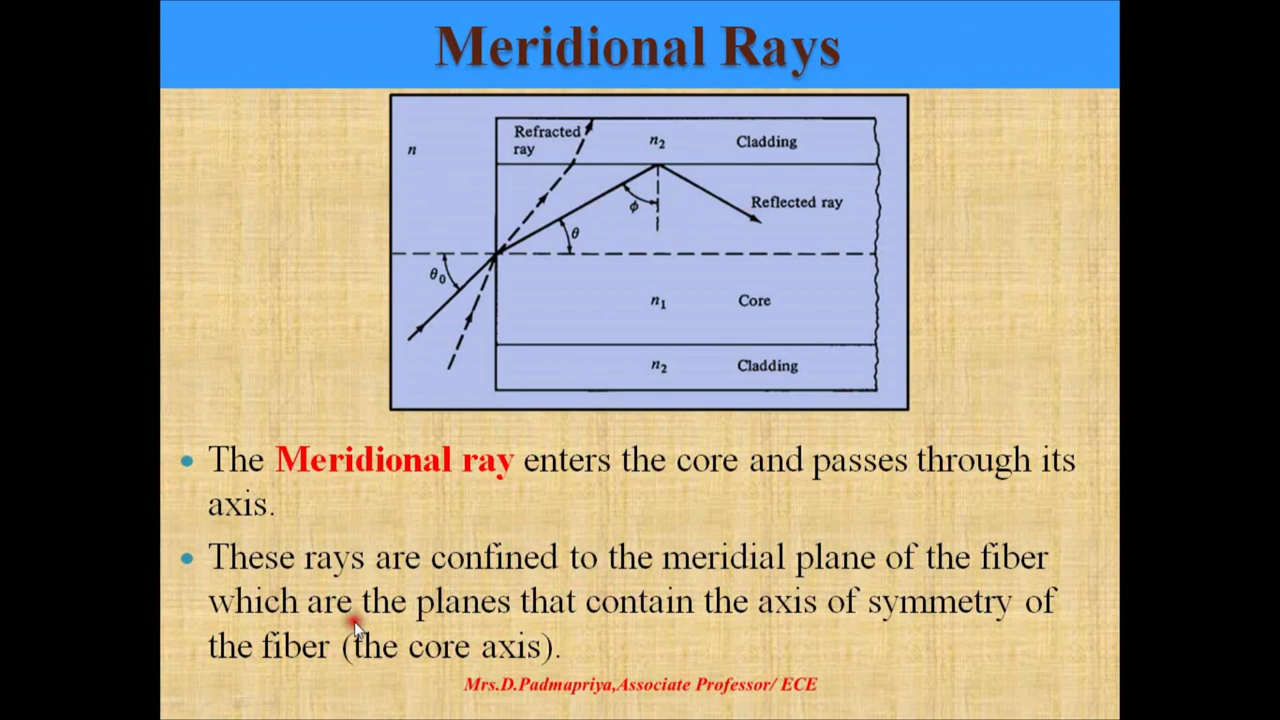 Meridional Rays
Refracted
ray
n
n2
Cladding
Reflected ray
ϕ
θ
θ0
n1
Core
n2
Cladding
The Meridional ray enters the core and passes through its
axis.
These rays are confined to the meridial plane of the fiber
which are the planes that contain the axis of symmetry of
the fiber (the core axis).
Mrs.D.Padmapriya,Associate Professor/ ECE